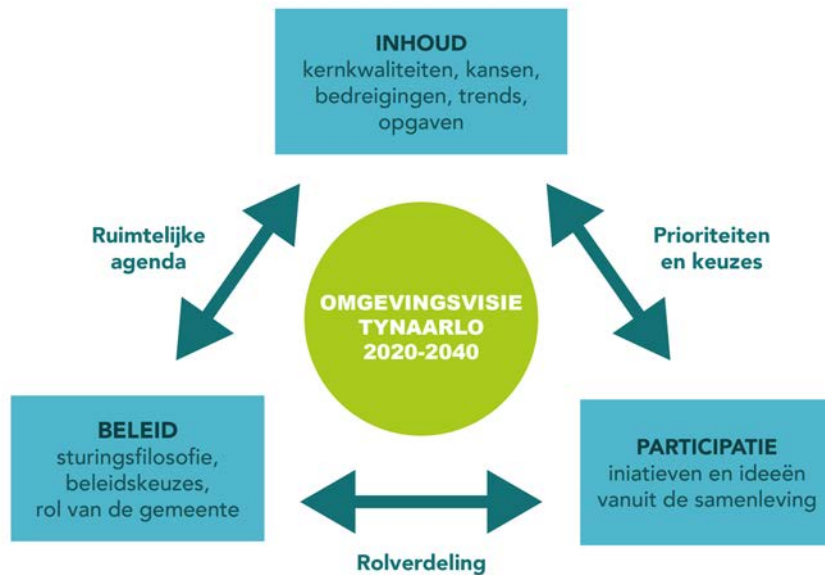 INHOUD
kernkwaliteiten, kansen,
bedreigingen, trends,
opgaven
Ruimtelijke
agenda
Prioriteiten
en keuzes
OMGEVINGSVISIE
TYNAARLO
2020-2040
BELEID
sturingsfilosofie,
beleidskeuzes,
rol van de gemeente
PARTICIPATIE
iniatieven en ideeën
vanuit de samenleving
Rolverdeling